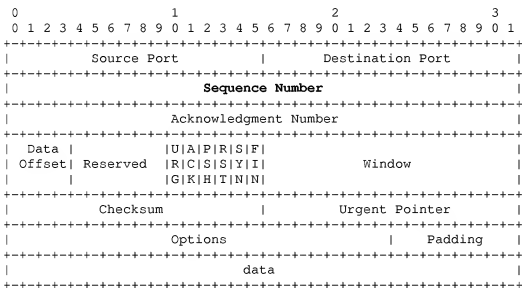 0                   1                   2                   3
 0 1 2 3 4 5 6 7 8 9 0 1 2 3 4 5 6 7 8 9 0 1 2 3 4 5 6 7 8 9 0 1
+-+-+-+-+-+-+-+-+-+-+-+-+-+-+-+-+-+-+-+-+-+-+-+-+-+-+-+-+-+-+-+-+
|          Source Port          |       Destination Port        |
+-+-+-+-+-+-+-+-+-+-+-+-+-+-+-+-+-+-+-+-+-+-+-+-+-+-+-+-+-+-+-+-+
|                        Sequence Number                        |
+-+-+-+-+-+-+-+-+-+-+-+-+-+-+-+-+-+-+-+-+-+-+-+-+-+-+-+-+-+-+-+-+
|                    Acknowledgment Number                      |
+-+-+-+-+-+-+-+-+-+-+-+-+-+-+-+-+-+-+-+-+-+-+-+-+-+-+-+-+-+-+-+-+
|  Data |           |U|A|P|R|S|F|                               |
| Offset| Reserved  |R|C|S|S|Y|I|            Window             |
|       |           |G|K|H|T|N|N|                               |
+-+-+-+-+-+-+-+-+-+-+-+-+-+-+-+-+-+-+-+-+-+-+-+-+-+-+-+-+-+-+-+-+
|           Checksum            |         Urgent Pointer        |
+-+-+-+-+-+-+-+-+-+-+-+-+-+-+-+-+-+-+-+-+-+-+-+-+-+-+-+-+-+-+-+-+
|                    Options                    |    Padding    |
+-+-+-+-+-+-+-+-+-+-+-+-+-+-+-+-+-+-+-+-+-+-+-+-+-+-+-+-+-+-+-+-+
|                             data                              |
+-+-+-+-+-+-+-+-+-+-+-+-+-+-+-+-+-+-+-+-+-+-+-+-+-+-+-+-+-+-+-+-+